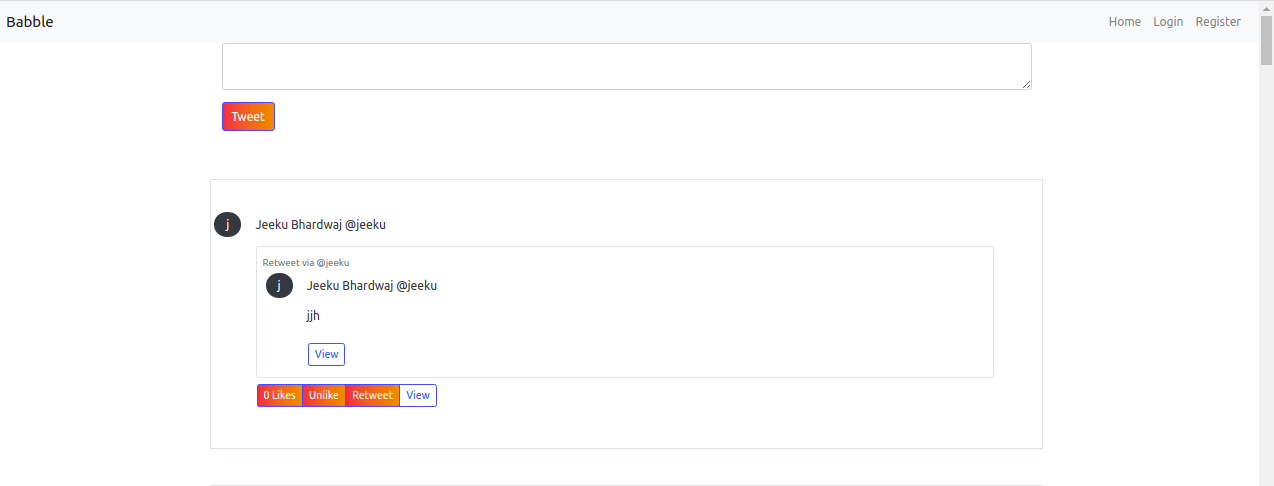 Babble Home Login Register
Tweet
j Jeeku Bhardwaj @jeeku
Retweet via @jeeku
j Jeeku Bhardwaj @jeeku
jjh
View
0 Likes Unlike Retweet View